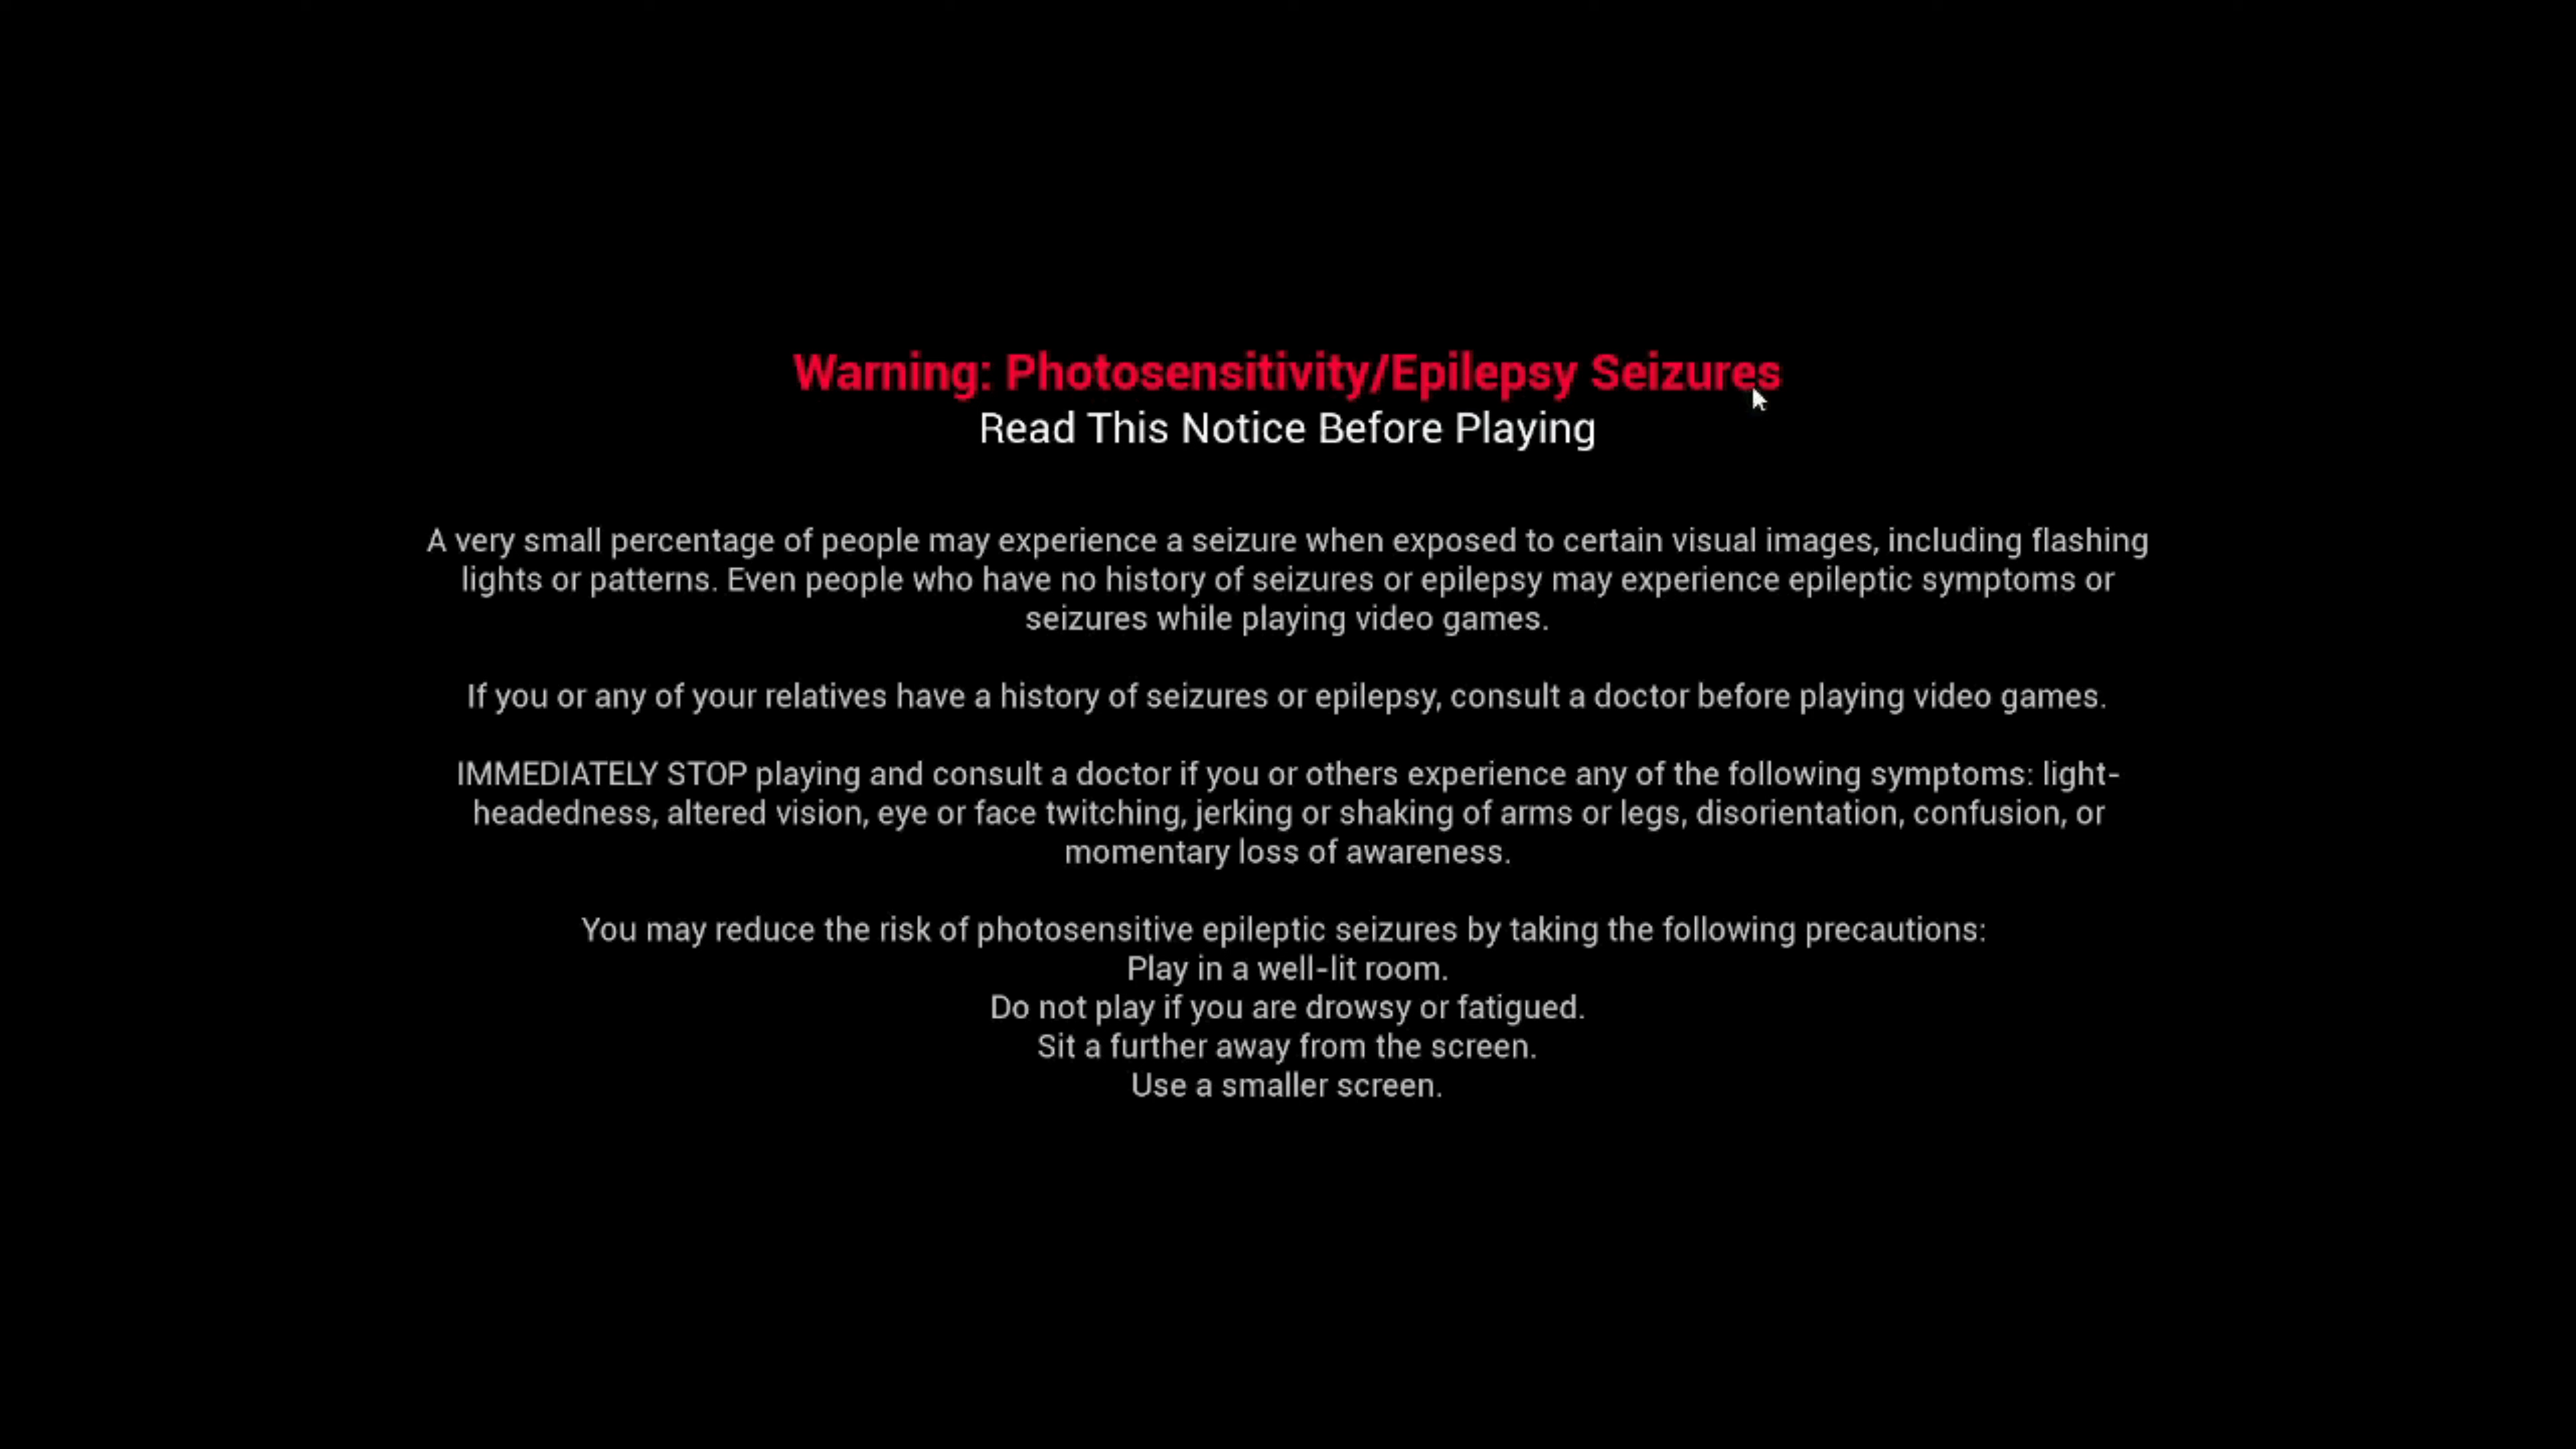 Warning: Photosensitivity/Epilepsy Seizures
Read This Notice Before Playing
A very small percentage of people may experience a seizure when exposed to certain visual images, including flashing
lights or patterns. Even people who have no history of seizures or epilepsy may experience epileptic symptoms or
seizures while playing video games.
If you or any of your relatives have a history of seizures or epilepsy, consult a doctor before playing video games.
IMMEDIATELY STOP playing and consult a doctor if you or others experience any of the following symptoms: light-
headedness, altered vision, eye or face twitching, jerking or shaking of arms or legs, disorientation, confusion, or
momentary loss of awareness.
You may reduce the risk of photosensitive epileptic seizures by taking the following precautions:
Play in a well-lit room.
Do not play if you are drowsy or fatigued.
Sit a further away from the screen.
Use a smaller screen.